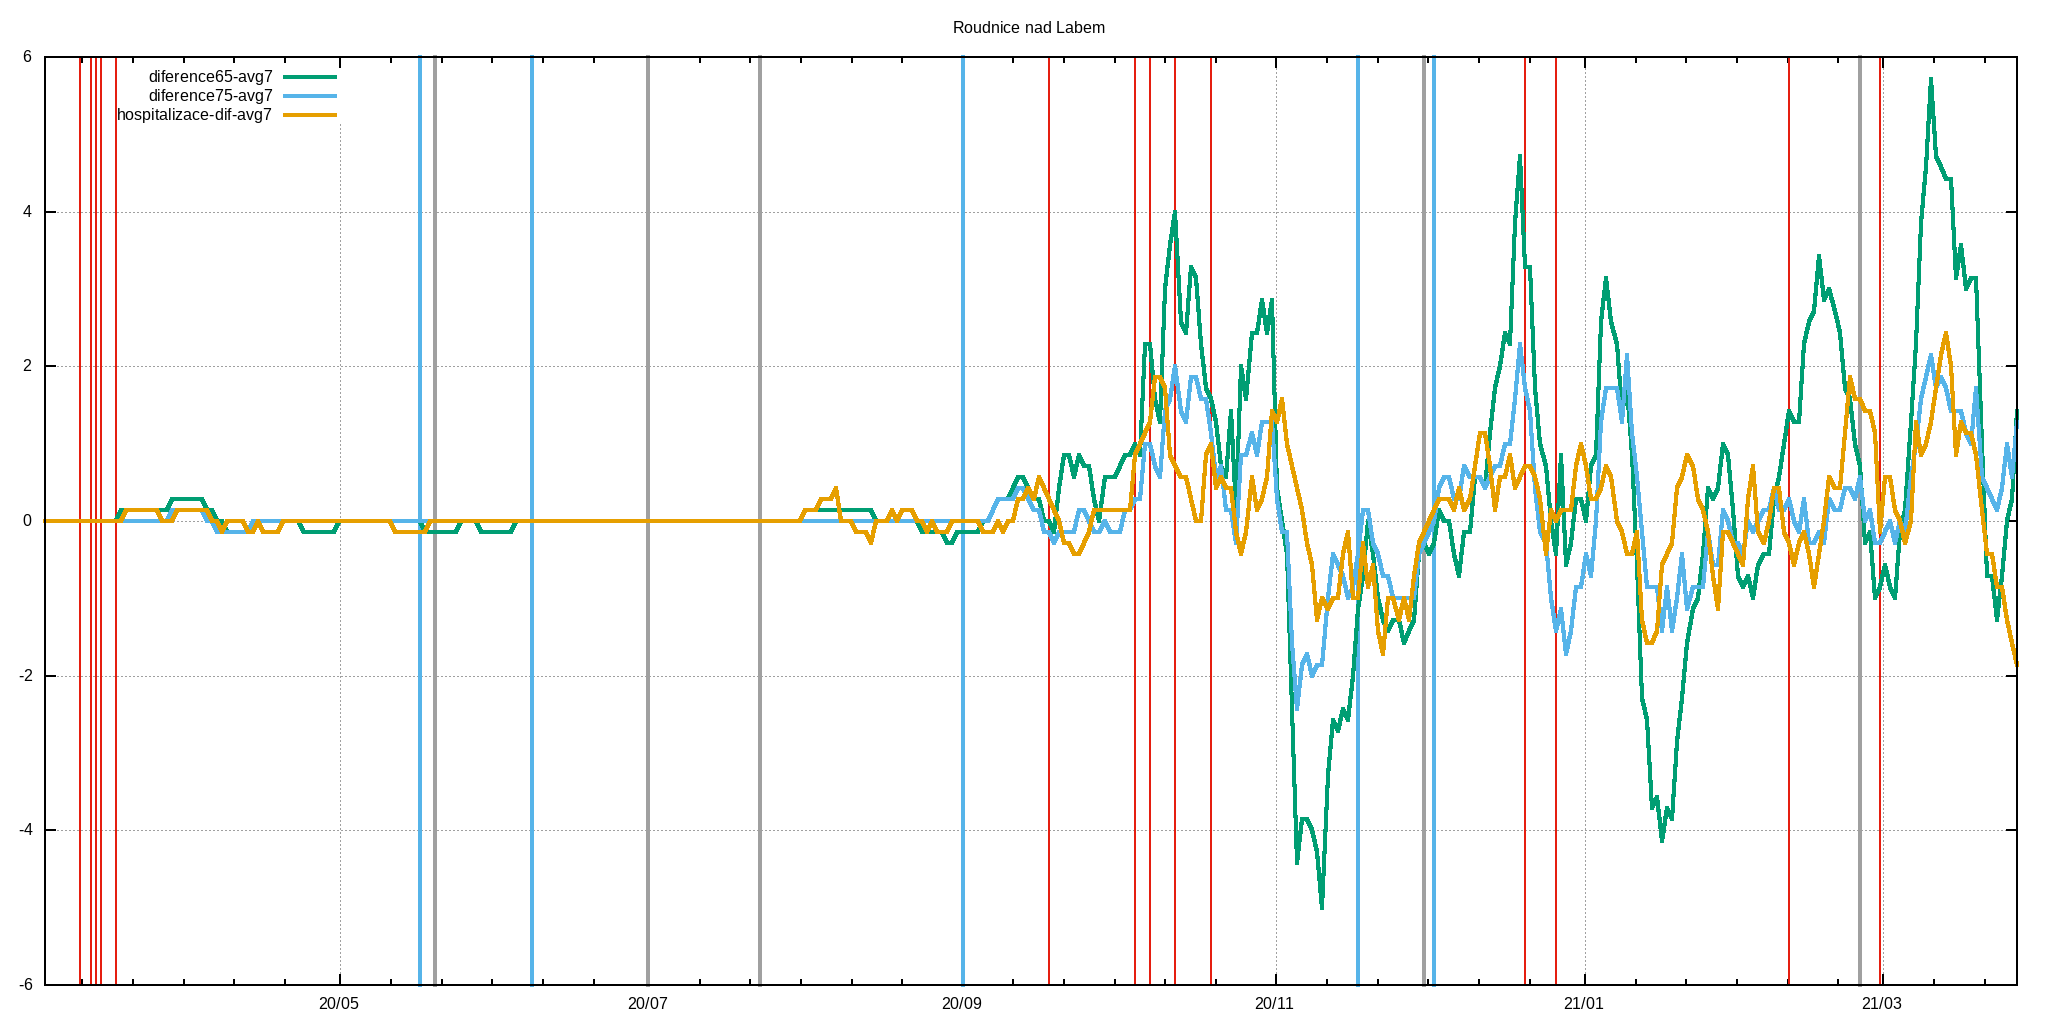 Roudnice nad Labem
diference65-avg7
diference75-avg7
hospitalizace-dif-avg7
6
4
2
0
-2
-4
-6
20/05 20/07 20/09 20/11 21/01 21/03